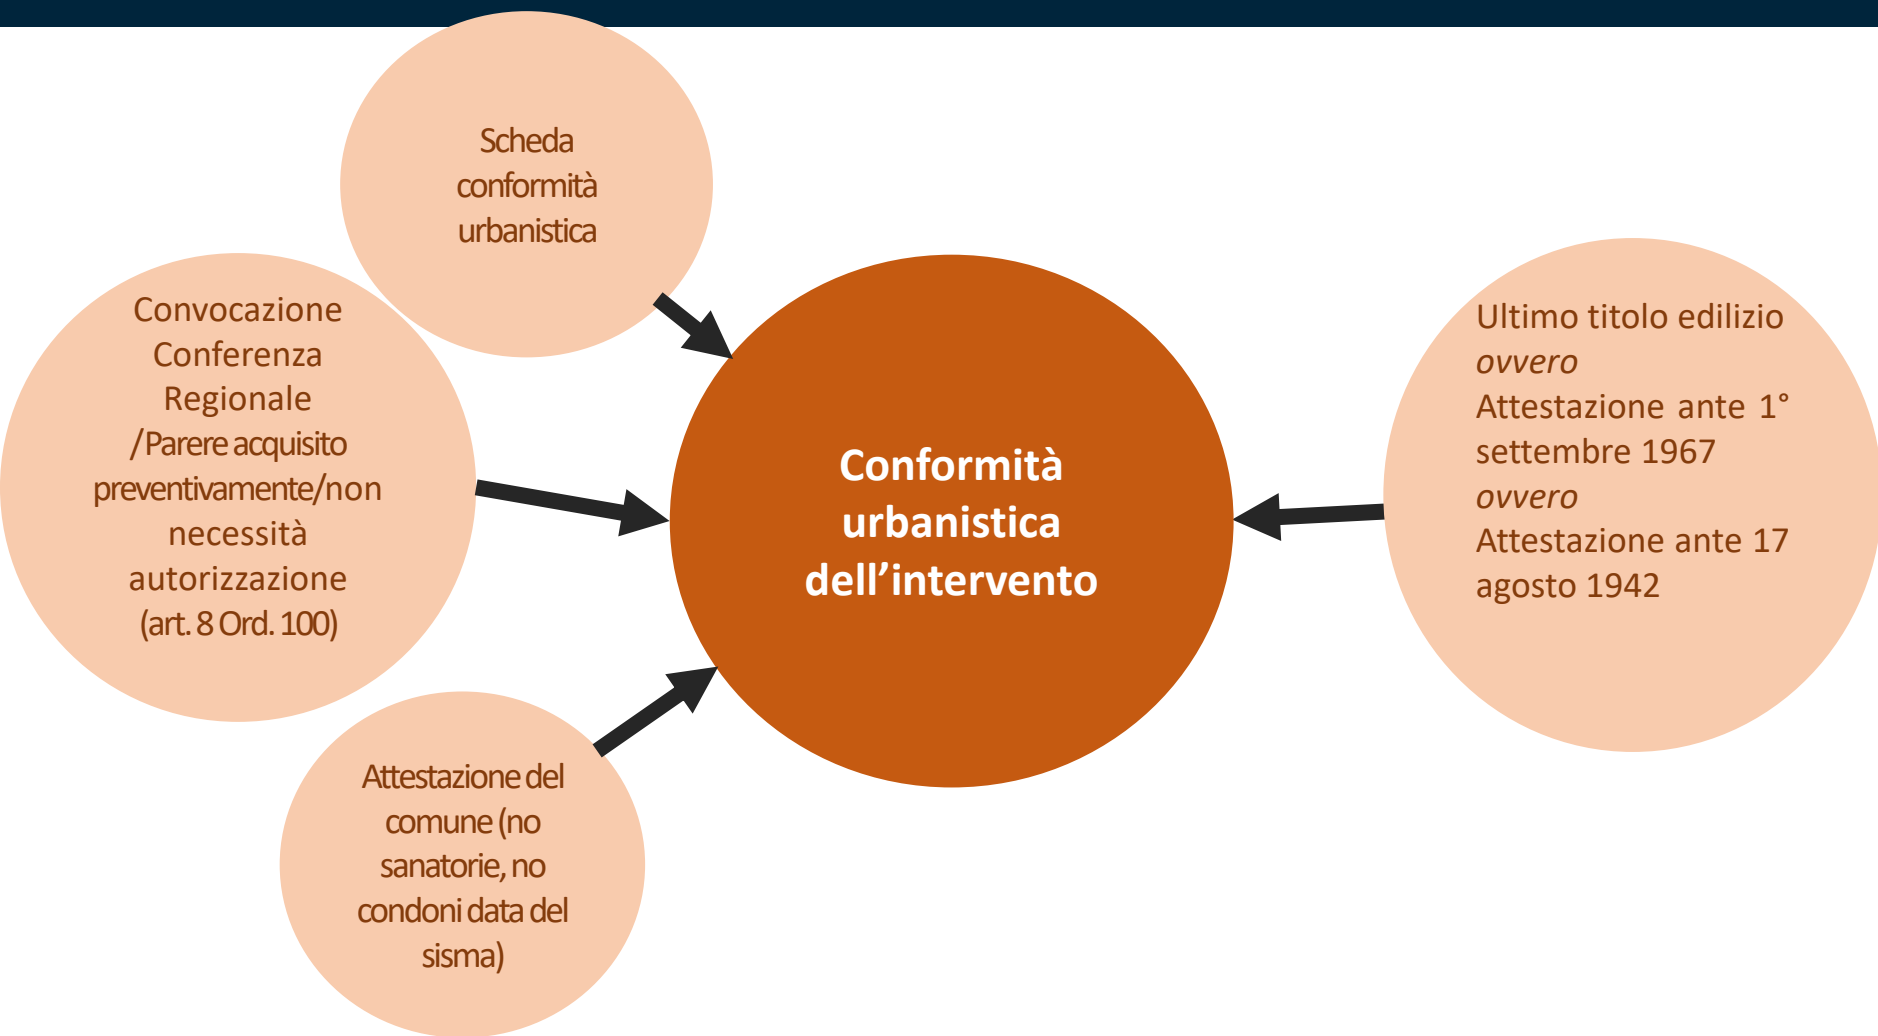 Scheda
conformità
urbanistica
Convocazione
Conferenza
Regionale
/Parere acquisito
preventivamente/non
necessità
autorizzazione
(art. 8 Ord. 100)
Attestazione del
comune (no
sanatorie, no
condoni data del
sisma)
Conformità
urbanistica
dell’intervento
Ultimo titolo edilizio
ovvero
Attestazione ante 1°
settembre 1967
ovvero
Attestazione ante 17
agosto 1942